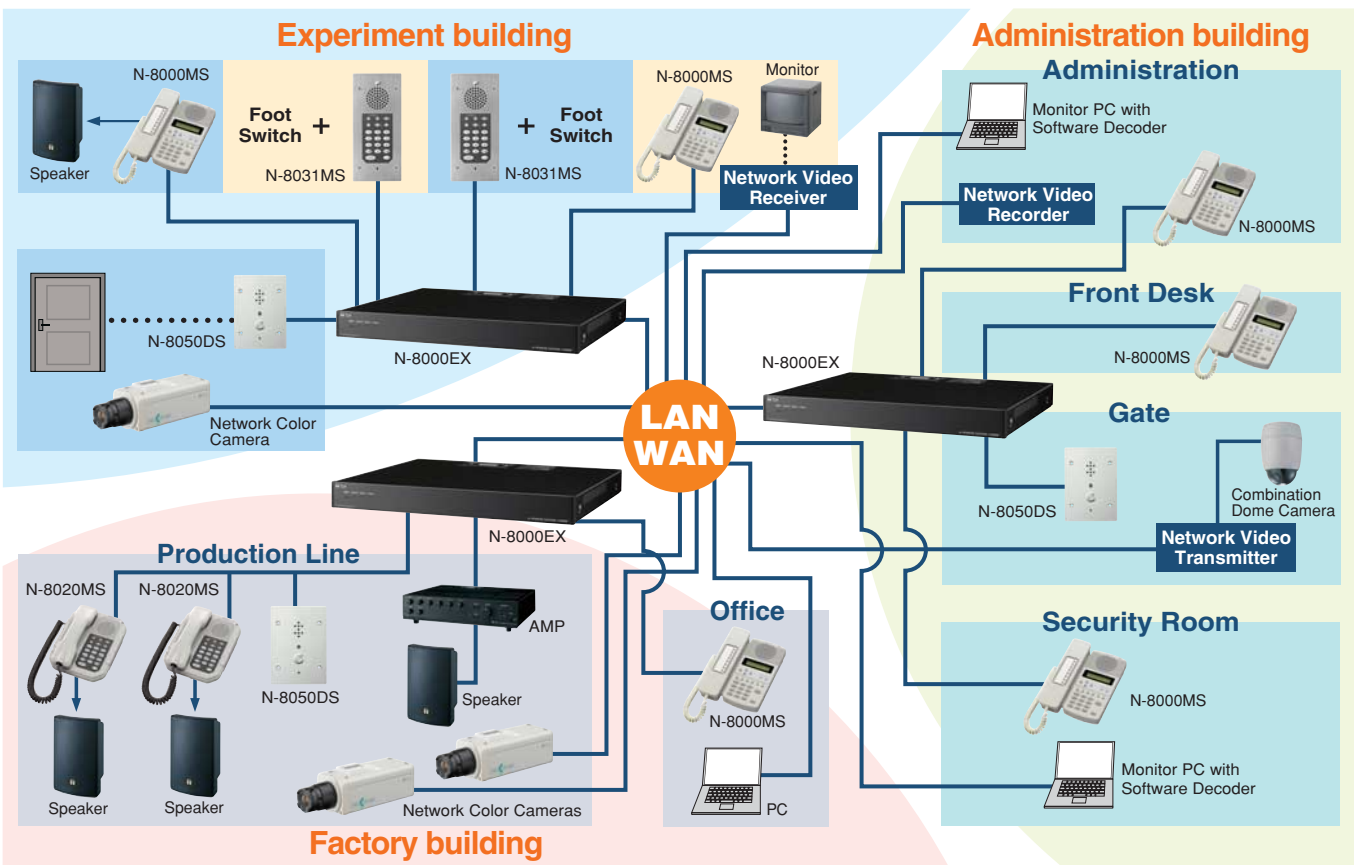 Experiment building
N-8000MS
Speaker
Foot
Switch
+
N-8031MS
+
Foot
Switch
N-8031MS
N-8000MS
Monitor
Network Video
Receiver
N-8050DS
N-8000EX
Network Color
Camera
LAN
WAN
Administration building
Administration
Monitor PC with
Software Decoder
Network Video
Recorder
N-8000MS
Front Desk
N-8000MS
N-8000EX
Gate
N-8050DS
Combination
Dome Camera
Network Video
Transmitter
Security Room
N-8000MS
Monitor PC with
Software Decoder
N-8000EX
Production Line
N-8020MS
N-8020MS
N-8050DS
Speaker
Speaker
AMP
Speaker
Network Color Cameras
Office
N-8000MS
PC
Factory building